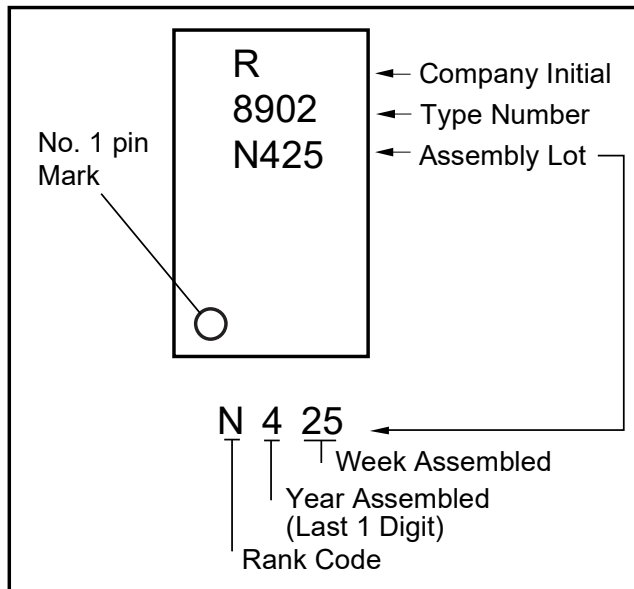 R
8902
N425
Company Initial
Type Number
Assembly Lot
No. 1 pin
Mark
N 4 25
Week Assembled
Year Assembled
(Last 1 Digit)
Rank Code